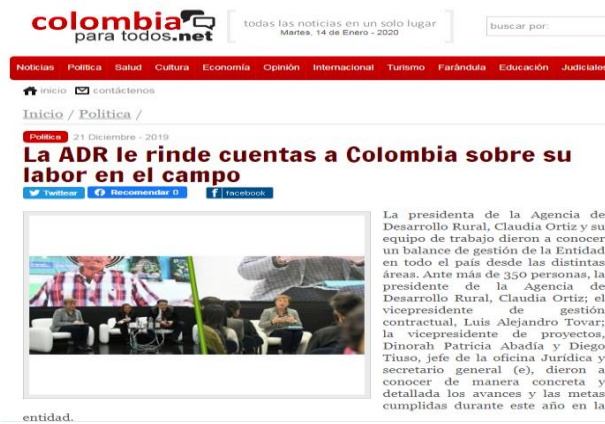 colombia
para todos.net
todas las noticias en un solo lugar
Martes, 14 de Enero - 2020
buscar por:
Noticias Politica Salud Cultura Economía Opinión Internacional Turismo Farándula Educación Judiciales
inicio contáctenos
Inicio / Politica /
Politica 21 Diciembre - 2019
La ADR le rinde cuentas a Colombia sobre su
labor en el campo
Twittear Recomendar 0 facebook
La presidenta de la Agencia de
Desarrollo Rural, Claudia Ortiz y su
equipo de trabajo dieron a conocer
un balance de gestión de la Entidad
en todo el país desde las distintas
áreas. Ante más de 350 personas, la
presidente de la Agencia de
Desarrollo Rural, Claudia Ortiz; el
vicepresidente de gestión
contractual, Luis Alejandro Tovar;
la vicepresidente de proyectos,
Dinorah Patricia Abadía y Diego
Tiuso, jefe de la oficina Jurídica y
secretario general (e), dieron a
conocer de manera concreta y
detallada los avances y las metas
cumplidas durante este año en la
entidad.